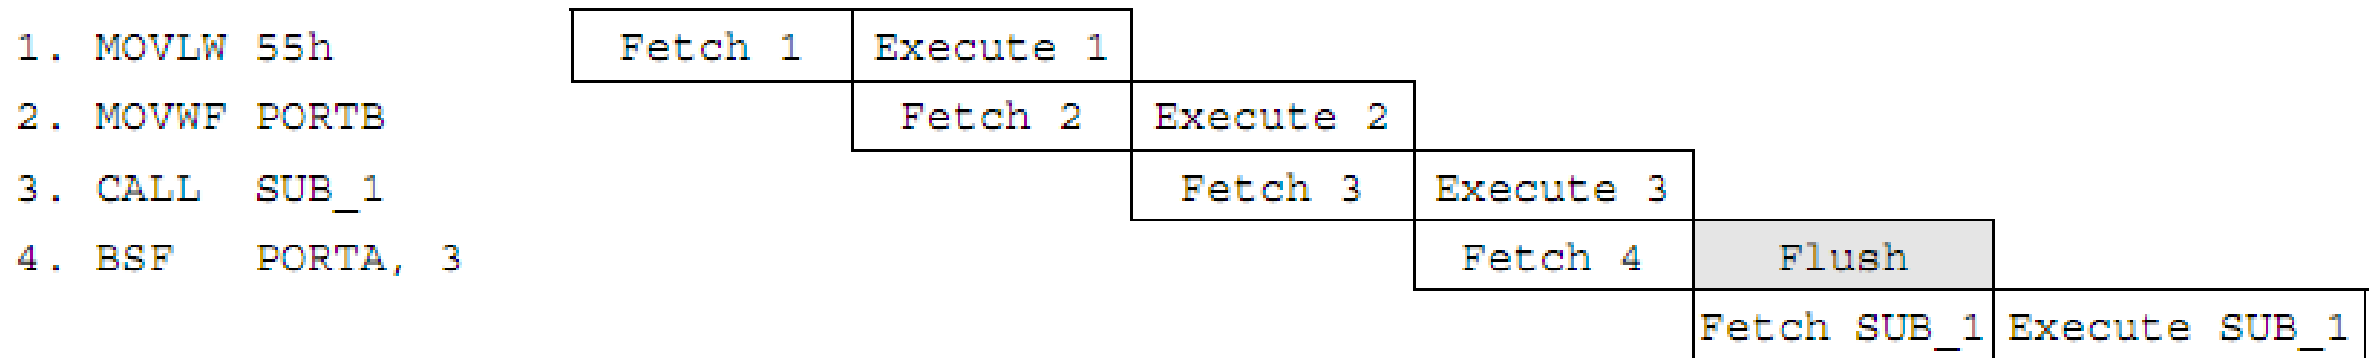 1. MOVLW 55h Fetch 1 Execute 1
2. MOVWF PORTB Fetch 2 Execute 2
3. CALL SUB_1 Fetch 3 Execute 3
4. BSF PORTA, 3 Fetch 4 Flush
Fetch SUB_1 Execute SUB_1